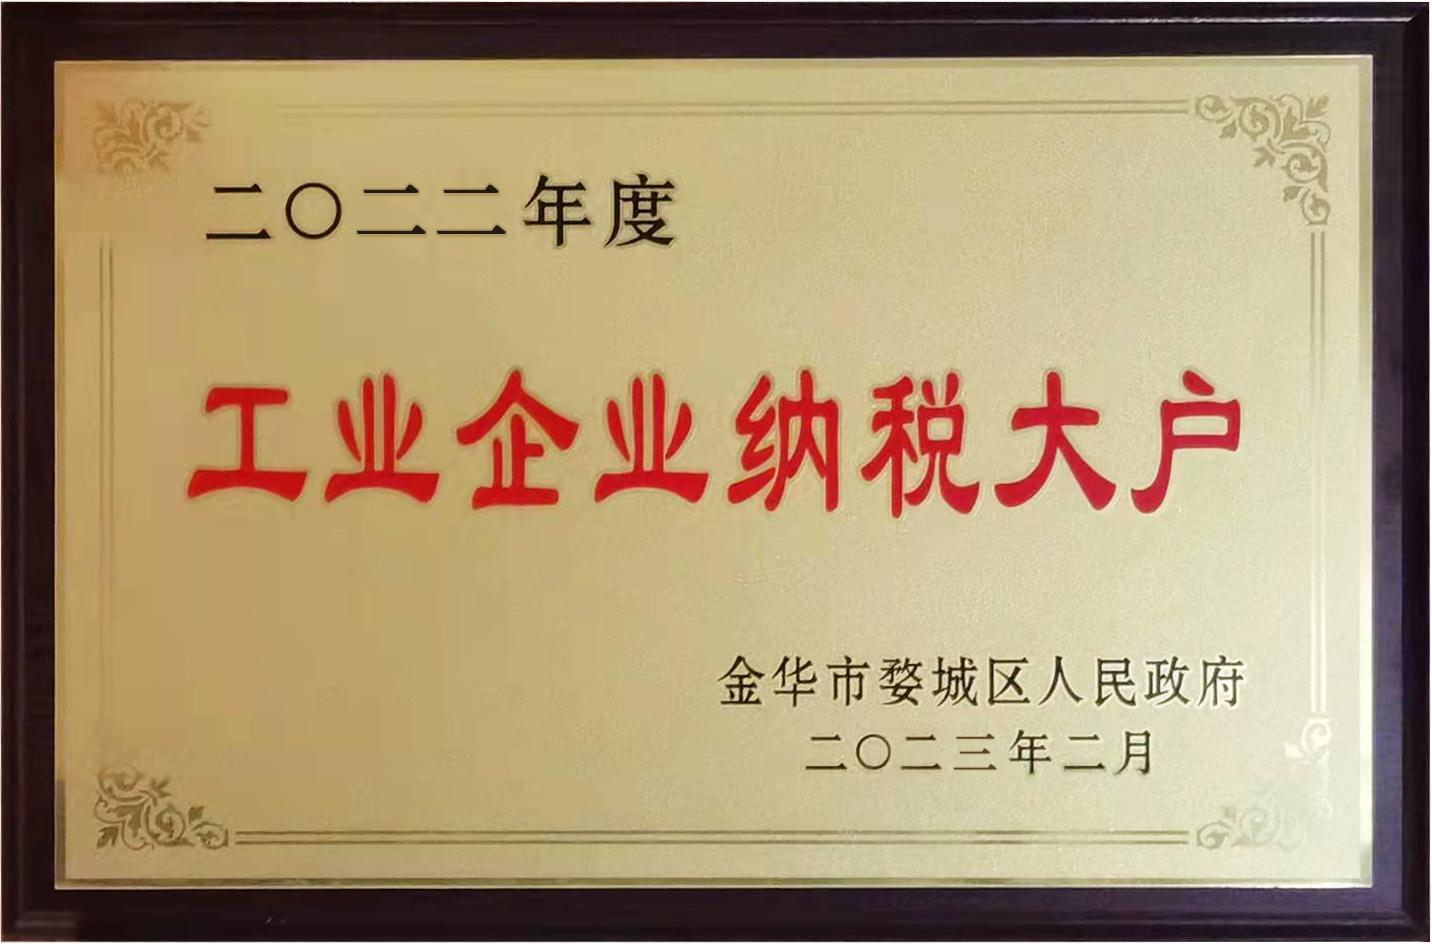 二〇二二年度
工业企业纳税大户
金华市婺城区人民政府
二〇二三年二月